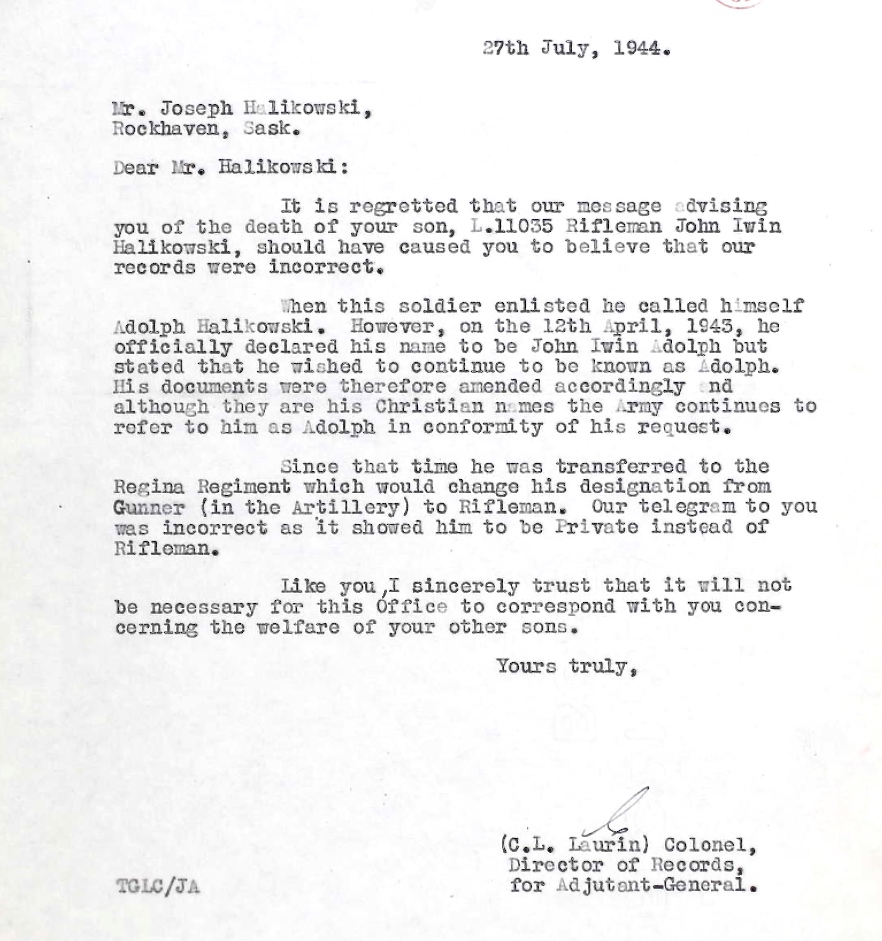 27th July, 1944.
Mr. Joseph Halikowski,
Rockhaven, Sask.
Dear Mr. Halikowski:
It is regretted that our message advising
you of the death of your son, L.11035 Rifleman John Iwin
Halikowski, should have caused you to believe that our
records were incorrect.
When this soldier enlisted he called himself
Adolph Halikowski. However, on the 12th April, 1943, he
officially declared his name to be John Iwin Adolph but
stated that he wished to continue to be known as Adolph.
His documents were therefore amended accordingly and
although they are his Christian names the Army continues to
refer to him as Adolph in conformity of his request.
Since that time he was transferred to the
Regina Regiment which would change his designation from
Gunner (in the Artillery) to Rifleman. Our telegram to you
was incorrect as it showed him to be Private instead of
Rifleman.
Like you,I sincerely trust that it will not
be necessary for this Office to correspond with you con-
cerning the welfare of your other sons.
Yours truly,
(C.L. Laurin) Colonel,
Director of Records,
for Adjutant-General.
TGLC/JA